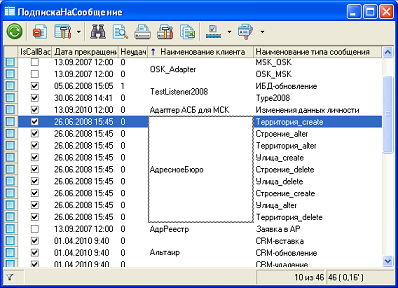 ПодпискаНаСообщение
IsCallBac Дата прекращени Неудач ↑ Наименование клиента Наименование типа сообщения
13.09.2007 12:00 0 OSK_Adapter MSK_OSK
13.09.2007 12:00 0 OSK_MSK
05.06.2008 15:05 1 TestListener2008 ИБД-обновление
30.06.2008 14:41 0 Type2008
13.09.2010 12:00 0 Адаптер АСБ для МСК Изменения данных личности
26.06.2008 15:45 0 АдресноеБюро Территория_create
26.06.2008 15:45 0 Строение_alter
26.06.2008 15:45 0 Территория_alter
26.06.2008 15:45 0 Улица_create
26.06.2008 15:45 0 Строение_delete
26.06.2008 15:45 0 Улица_delete
26.06.2008 15:45 0 Строение_create
26.06.2008 15:45 0 Улица_alter
26.06.2008 15:45 0 Территория_delete
13.09.2007 12:00 0 АдрРеестр Заявка в АР
01.04.2010 9:40 0 Альтаир CRM-вставка
01.04.2010 9:40 0 CRM-обновление
01.04.2010 9:40 0 CRM-удаление
10 из 46 46 ( 0,16' )